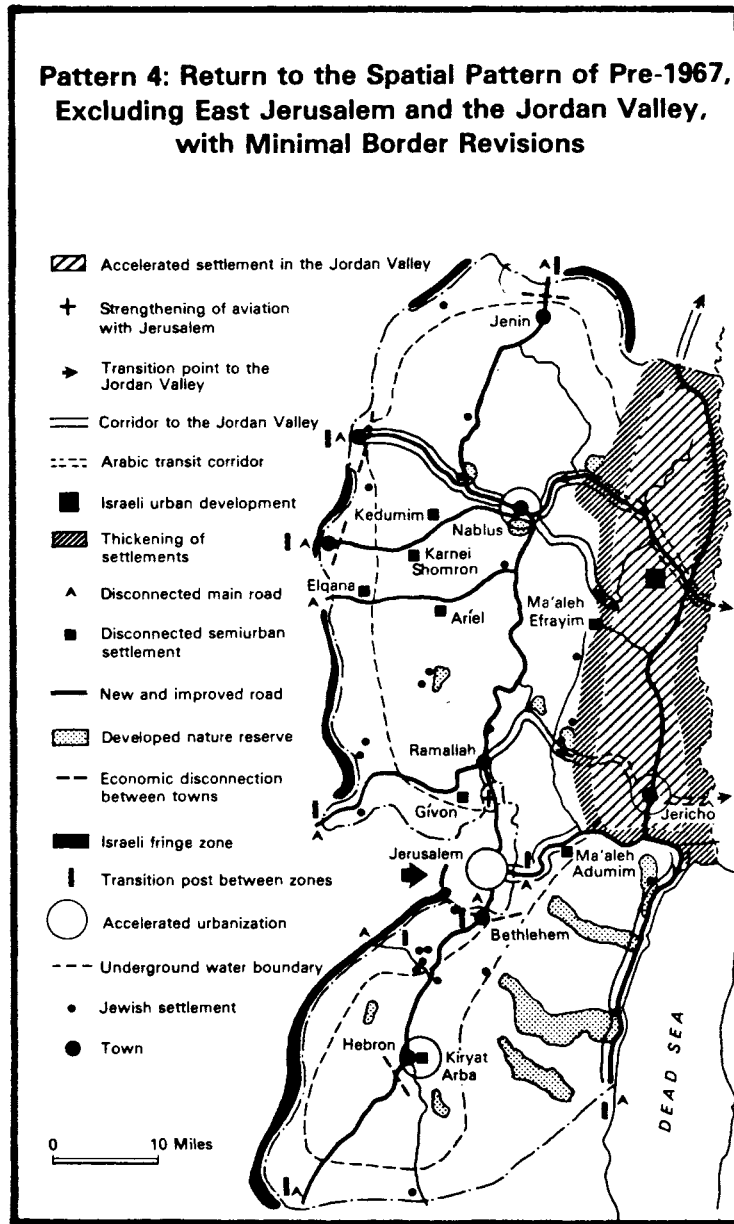 Pattern 4: Return to the Spatial Pattern of Pre-1967,
Excluding East Jerusalem and the Jordan Valley,
with Minimal Border Revisions
Accelerated settlement in the Jordan Valley
Strengthening of aviation
with Jerusalem
Transition point to the
Jordan Valley
Corridor to the Jordan Valley
Arabic transit corridor
Israeli urban development
Thickening of
settlements
Disconnected main road
Disconnected semiurban
settlement
New and improved road
Developed nature reserve
Economic disconnection
between towns
Israeli fringe zone
Transition post between zones
Accelerated urbanization
Underground water boundary
Jewish settlement
Town
0 10 Miles
Jenin
Kedumim
Nablus
Karnei
Shomron
Elqana
Ariel
Ma'aleh
Efrayim
Ramallah
Givon
Jericho
Jerusalem
Ma'aleh
Adumim
Bethlehem
Hebron
Kiryat
Arba
DEAD SEA